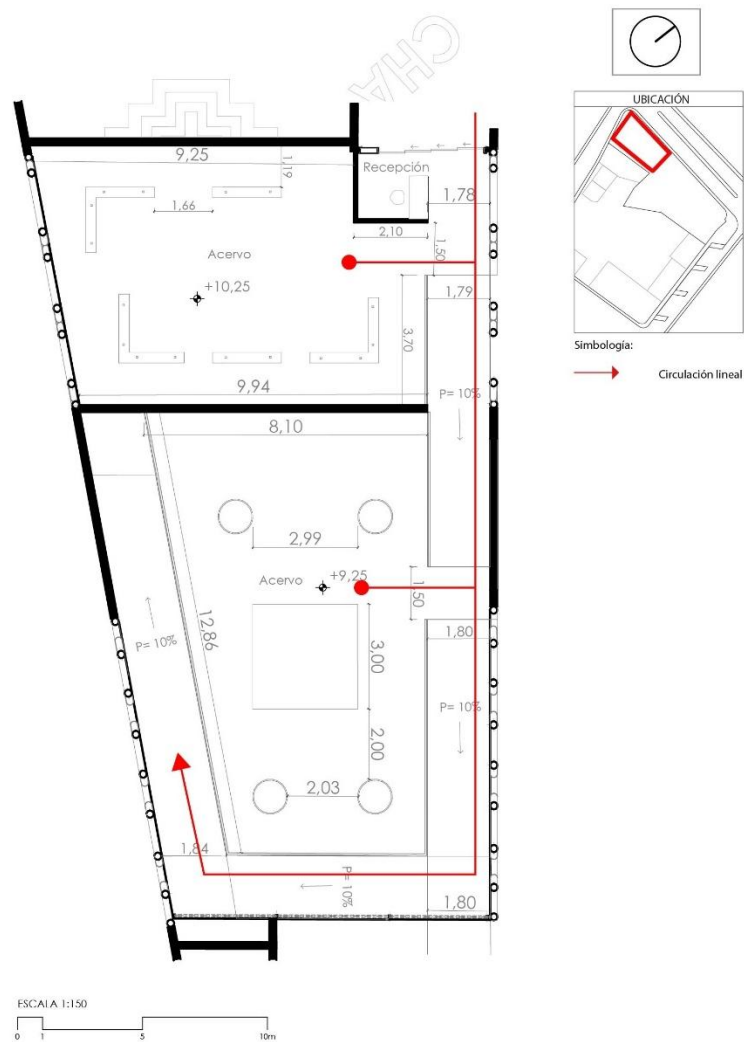 CHA
UBICACIÓN
Simbología:
Circulación lineal
9,25
1,19
Recepción
1,66
1,78
2,10
1,50
Acervo
+10,25
1,79
3,70
9,94
P= 10%
8,10
2,99
Acervo
+9,25
1,50
12,86
P= 10%
1,80
3,00
P= 10%
2,00
2,03
1,84
P= 10%
1,80
ESCALA 1:150
0 1 5 10m